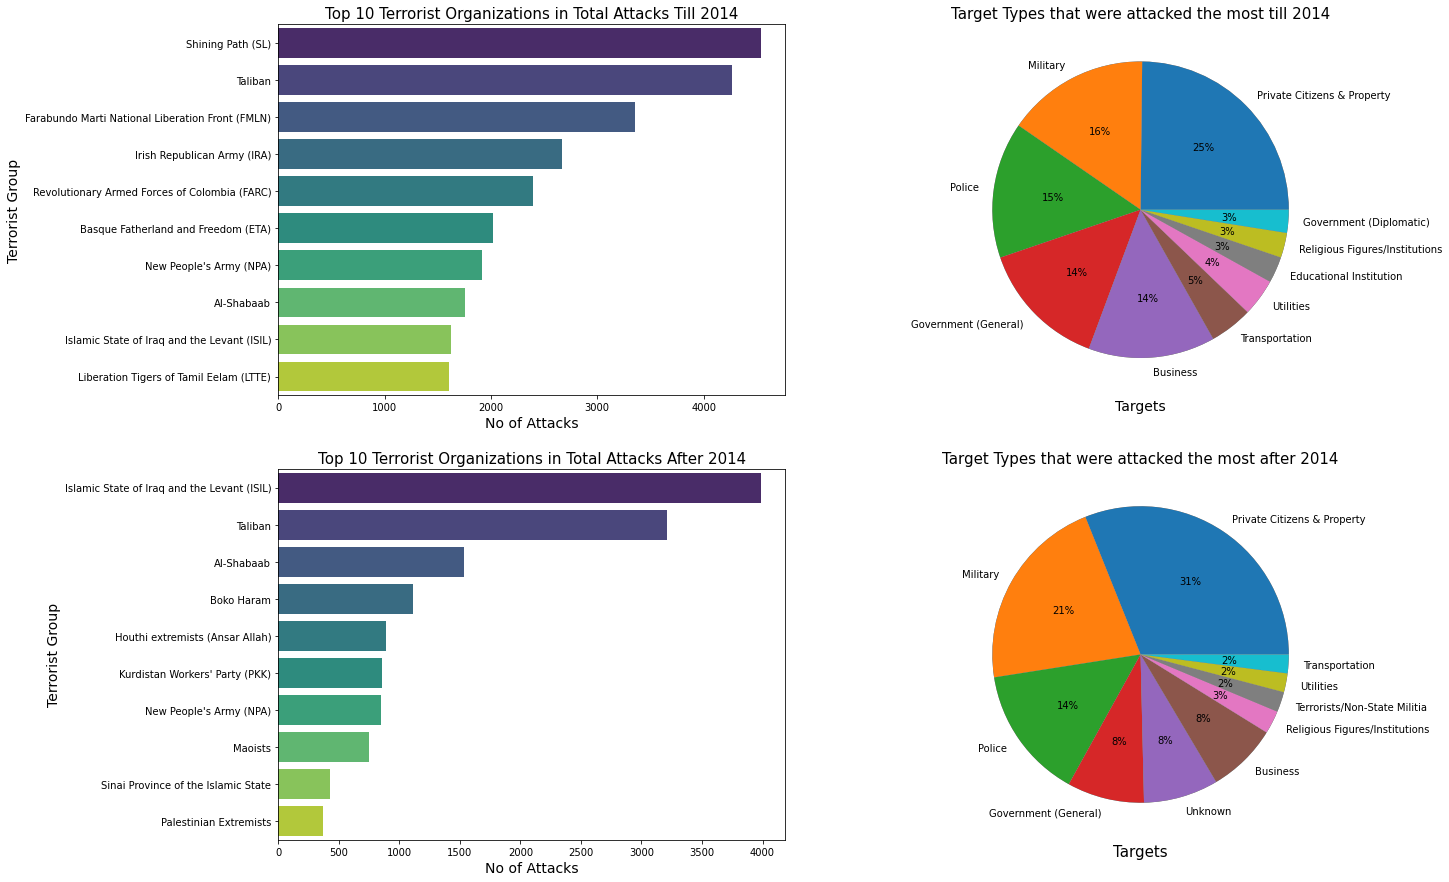 Top 10 Terrorist Organizations in Total Attacks Till 2014
Terrorist Group
Shining Path (SL)
Taliban
Farabundo Marti National Liberation Front (FMLN)
Irish Republican Army (IRA)
Revolutionary Armed Forces of Colombia (FARC)
Basque Fatherland and Freedom (ETA)
New People's Army (NPA)
Al-Shabaab
Islamic State of Iraq and the Levant (ISIL)
Liberation Tigers of Tamil Eelam (LTTE)
0 1000 2000 3000 4000
No of Attacks
Target Types that were attacked the most till 2014
Private Citizens & Property
25%
Military
16%
Police
15%
Government (General)
14%
Business
14%
Transportation
5%
Utilities
4%
Educational Institution
3%
Religious Figures/Institutions
3%
Government (Diplomatic)
3%
Targets
Top 10 Terrorist Organizations in Total Attacks After 2014
Terrorist Group
Islamic State of Iraq and the Levant (ISIL)
Taliban
Al-Shabaab
Boko Haram
Houthi extremists (Ansar Allah)
Kurdistan Workers' Party (PKK)
New People's Army (NPA)
Maoists
Sinai Province of the Islamic State
Palestinian Extremists
0 500 1000 1500 2000 2500 3000 3500 4000
No of Attacks
Target Types that were attacked the most after 2014
Private Citizens & Property
31%
Military
21%
Police
14%
Government (General)
8%
Unknown
8%
Business
8%
Religious Figures/Institutions
3%
Terrorists/Non-State Militia
2%
Utilities
2%
Transportation
2%
Targets